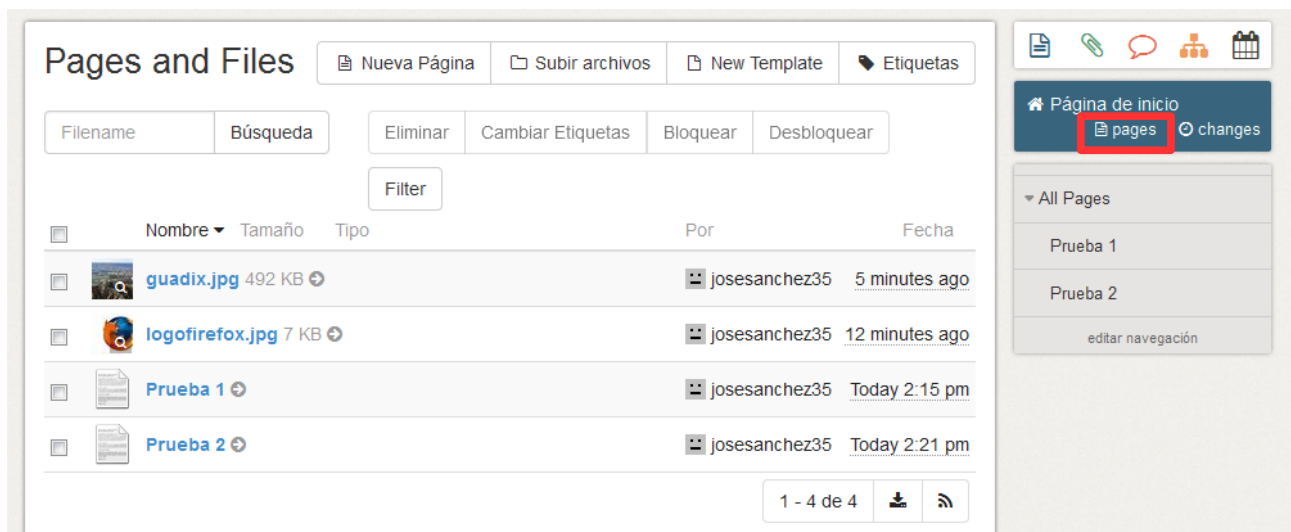 Pages and Files
Nueva Página
Subir archivos
New Template
Etiquetas
Filename
Búsqueda
Eliminar
Cambiar Etiquetas
Bloquear
Desbloquear
Filter
Nombre Tamaño Tipo Por Fecha
guadix.jpg 492 KB josesanchez35 5 minutes ago
logofirefox.jpg 7 KB josesanchez35 12 minutes ago
Prueba 1 josesanchez35 Today 2:15 pm
Prueba 2 josesanchez35 Today 2:21 pm
1 - 4 de 4
Página de inicio
pages changes
All Pages
Prueba 1
Prueba 2
editar navegación